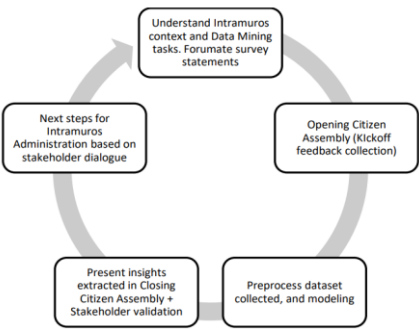 Understand Intramuros
context and Data Mining
tasks. Forumate survey
statements
Opening Citizen
Assembly (KIckoff
feedback collection)
Preprocess dataset
collected, and modeling
Present insights
extracted in Closing
Citizen Assembly +
Stakeholder validation
Next steps for
Intramuros
Administration based on
stakeholder dialogue